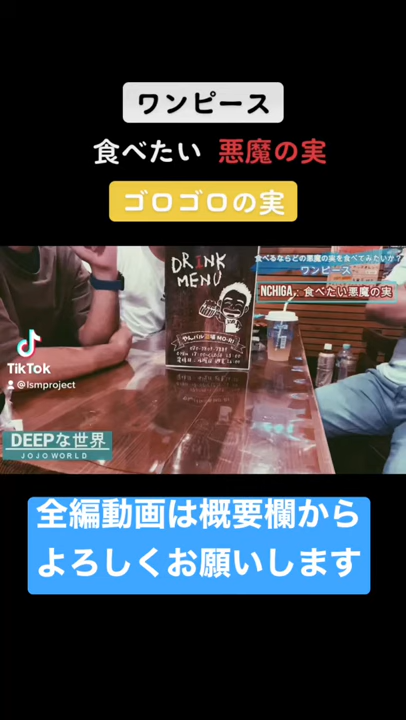 ワンピース
食べたい 悪魔の実
ゴロゴロの実
食べるならどの悪魔の実を食べてみたいか?
ワンピース
NCHIGA：食べたい悪魔の実
DRINK
MENU
TikTok
@lsmproject
DEEPな世界
JOJO WORLD
全編動画は概要欄から
よろしくお願いします